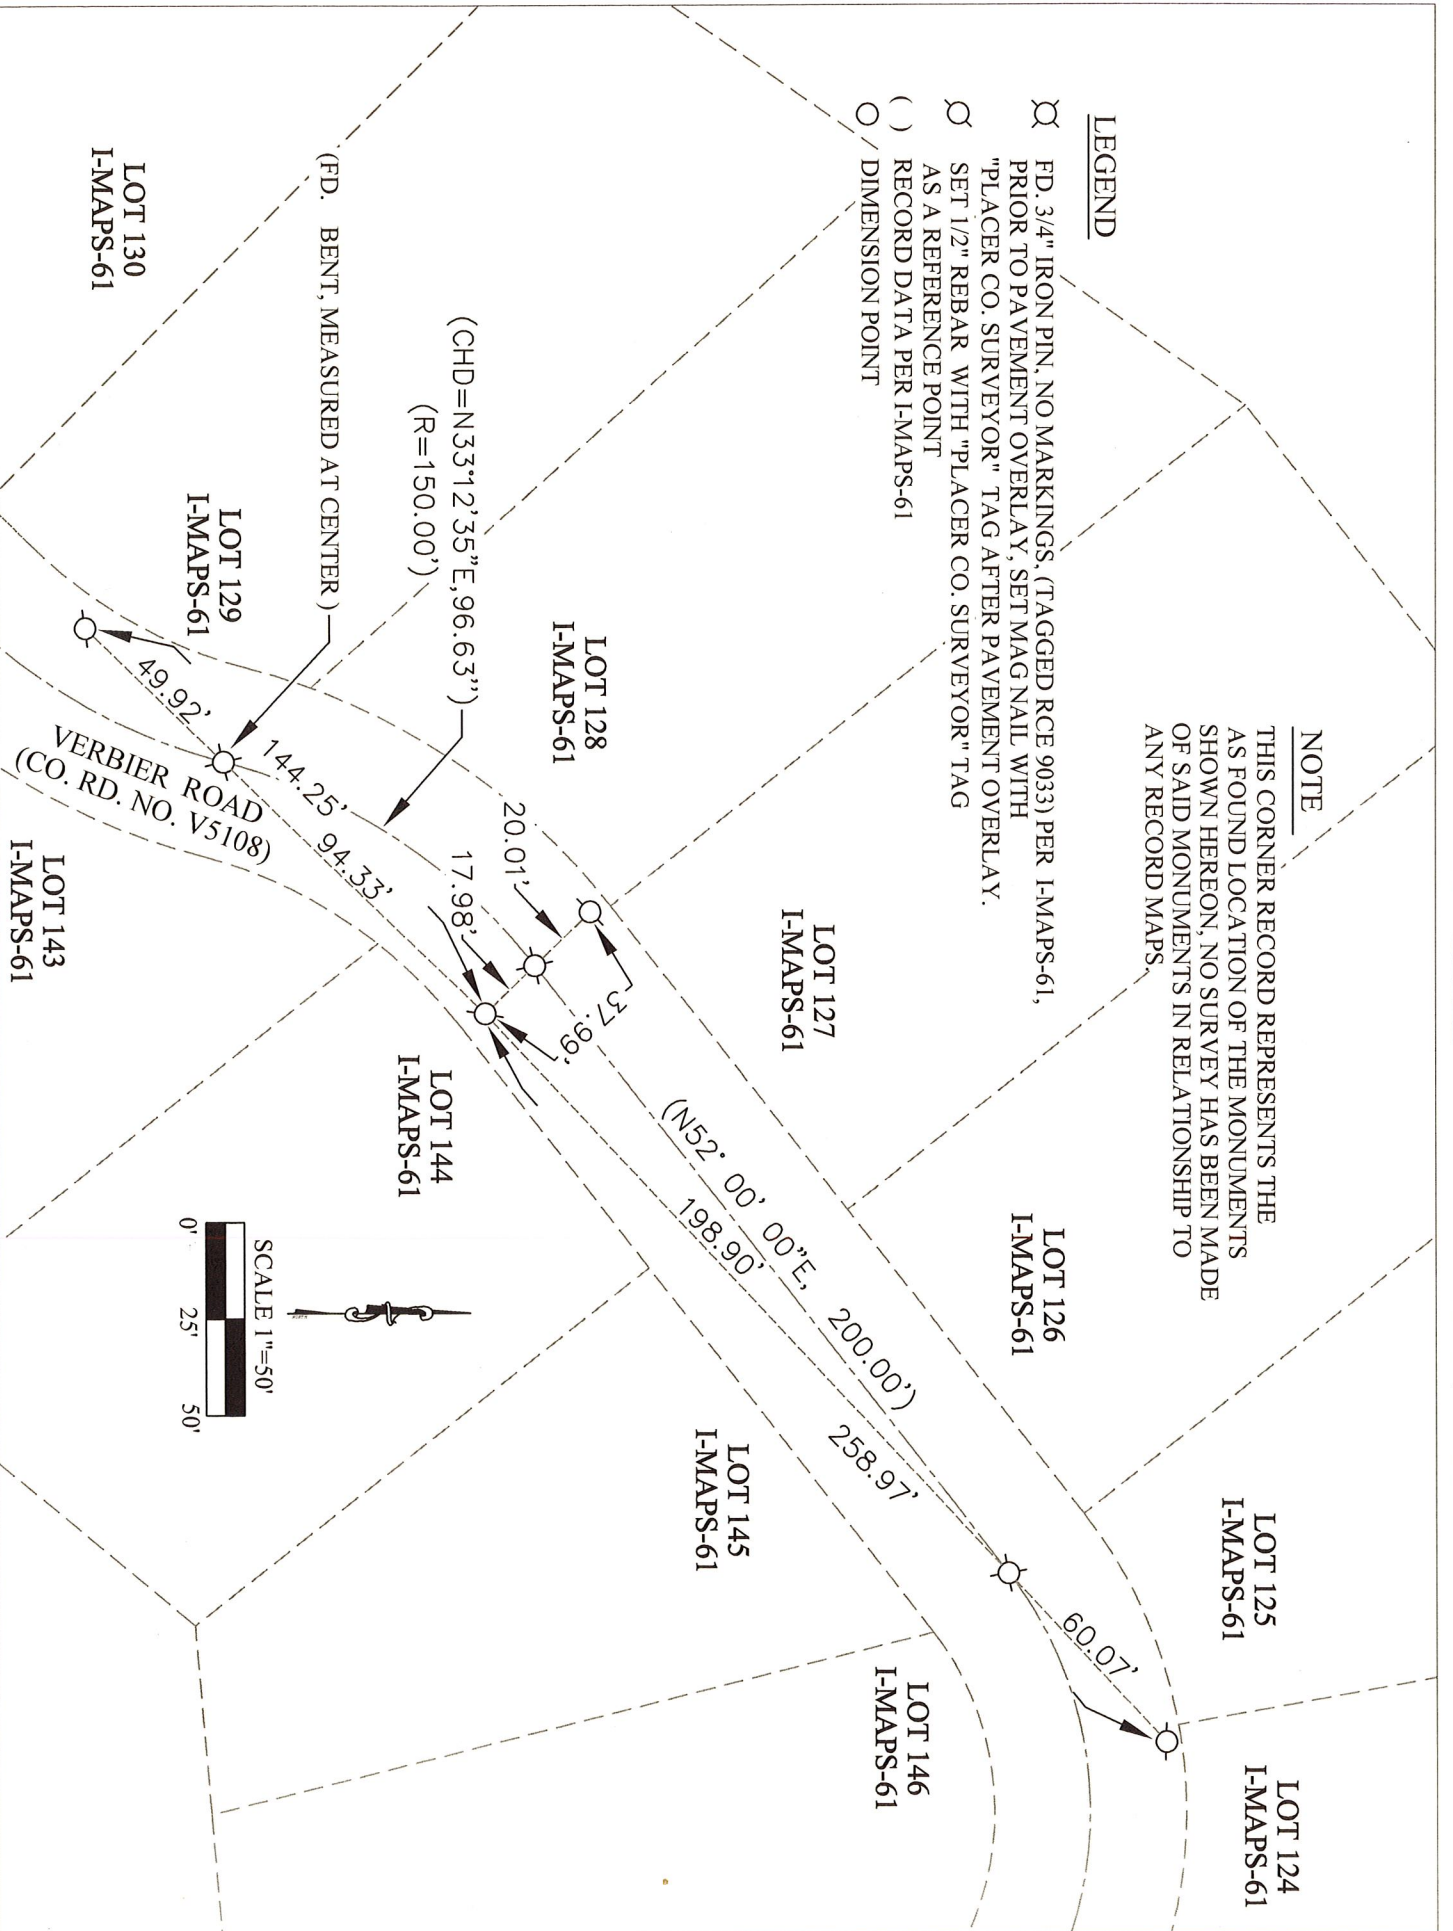 LEGEND
FD. 3/4" IRON PIN, NO MARKINGS, (TAGGED RCE 9033) PER I-MAPS-61,
PRIOR TO PAVEMENT OVERLAY, SET MAG NAIL WITH
"PLACER CO. SURVEYOR" TAG AFTER PAVEMENT OVERLAY.
SET 1/2" REBAR WITH "PLACER CO. SURVEYOR" TAG
AS A REFERENCE POINT
( ) RECORD DATA PER I-MAPS-61
DIMENSION POINT
NOTE
THIS CORNER RECORD REPRESENTS THE
AS FOUND LOCATION OF THE MONUMENTS
SHOWN HEREON, NO SURVEY HAS BEEN MADE
OF SAID MONUMENTS IN RELATIONSHIP TO
ANY RECORD MAPS.
LOT 124
I-MAPS-61
LOT 125
I-MAPS-61
LOT 126
I-MAPS-61
LOT 127
I-MAPS-61
LOT 128
I-MAPS-61
(CHD=N33°12'35"E,96.63")
(R=150.00')
(FD. BENT, MEASURED AT CENTER )
LOT 129
I-MAPS-61
LOT 130
I-MAPS-61
60.07'
258.97'
(N52° 00' 00"E, 200.00')
198.90'
37.99'
20.01'
17.98'
144.25'
94.33'
49.92'
VERBIER ROAD
(CO. RD. NO. V5108)
LOT 146
I-MAPS-61
LOT 145
I-MAPS-61
LOT 144
I-MAPS-61
LOT 143
I-MAPS-61
SCALE 1"=50'
0' 25' 50'